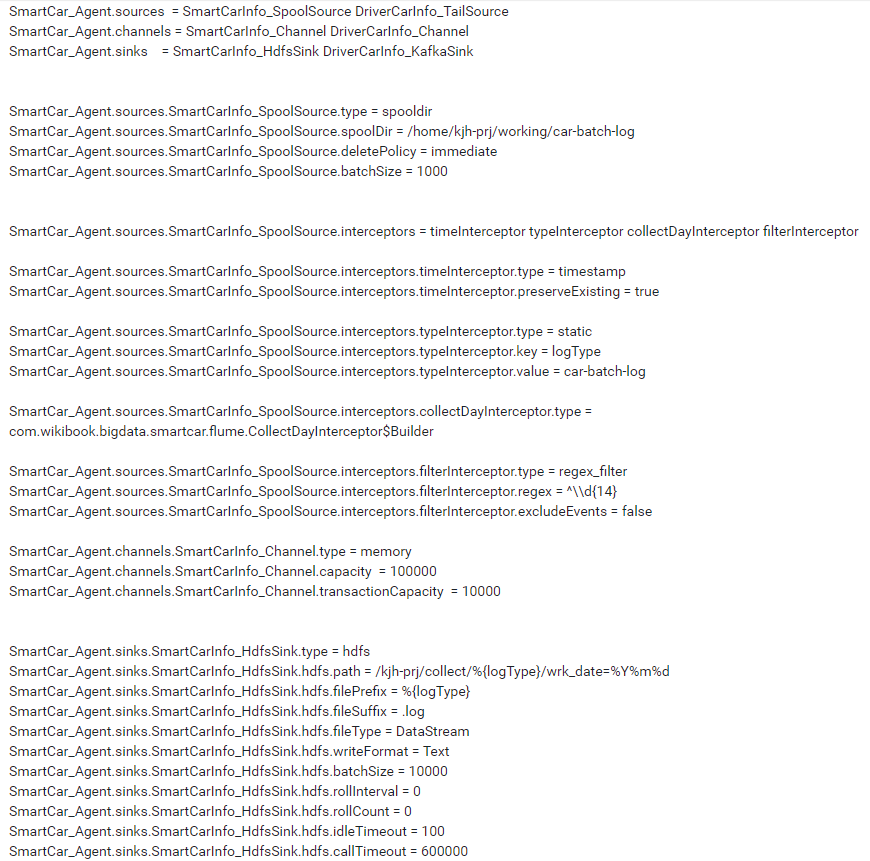 SmartCar_Agent.sources  = SmartCarInfo_SpoolSource DriverCarInfo_TailSource
SmartCar_Agent.channels = SmartCarInfo_Channel DriverCarInfo_Channel
SmartCar_Agent.sinks    = SmartCarInfo_HdfsSink DriverCarInfo_KafkaSink
SmartCar_Agent.sources.SmartCarInfo_SpoolSource.type = spooldir
SmartCar_Agent.sources.SmartCarInfo_SpoolSource.spoolDir = /home/kjh-prj/working/car-batch-log
SmartCar_Agent.sources.SmartCarInfo_SpoolSource.deletePolicy = immediate
SmartCar_Agent.sources.SmartCarInfo_SpoolSource.batchSize = 1000
SmartCar_Agent.sources.SmartCarInfo_SpoolSource.interceptors = timeInterceptor typeInterceptor collectDayInterceptor filterInterceptor
SmartCar_Agent.sources.SmartCarInfo_SpoolSource.interceptors.timeInterceptor.type = timestamp
SmartCar_Agent.sources.SmartCarInfo_SpoolSource.interceptors.timeInterceptor.preserveExisting = true
SmartCar_Agent.sources.SmartCarInfo_SpoolSource.interceptors.typeInterceptor.type = static
SmartCar_Agent.sources.SmartCarInfo_SpoolSource.interceptors.typeInterceptor.key = logType
SmartCar_Agent.sources.SmartCarInfo_SpoolSource.interceptors.typeInterceptor.value = car-batch-log
SmartCar_Agent.sources.SmartCarInfo_SpoolSource.interceptors.collectDayInterceptor.type =
com.wikibook.bigdata.smartcar.flume.CollectDayInterceptor$Builder
SmartCar_Agent.sources.SmartCarInfo_SpoolSource.interceptors.filterInterceptor.type = regex_filter
SmartCar_Agent.sources.SmartCarInfo_SpoolSource.interceptors.filterInterceptor.regex = ^\\d{14}
SmartCar_Agent.sources.SmartCarInfo_SpoolSource.interceptors.filterInterceptor.excludeEvents = false
SmartCar_Agent.channels.SmartCarInfo_Channel.type = memory
SmartCar_Agent.channels.SmartCarInfo_Channel.capacity  = 100000
SmartCar_Agent.channels.SmartCarInfo_Channel.transactionCapacity  = 10000
SmartCar_Agent.sinks.SmartCarInfo_HdfsSink.type = hdfs
SmartCar_Agent.sinks.SmartCarInfo_HdfsSink.hdfs.path = /kjh-prj/collect/%{logType}/wrk_date=%Y%m%d
SmartCar_Agent.sinks.SmartCarInfo_HdfsSink.hdfs.filePrefix = %{logType}
SmartCar_Agent.sinks.SmartCarInfo_HdfsSink.hdfs.fileSuffix = .log
SmartCar_Agent.sinks.SmartCarInfo_HdfsSink.hdfs.fileType = DataStream
SmartCar_Agent.sinks.SmartCarInfo_HdfsSink.hdfs.writeFormat = Text
SmartCar_Agent.sinks.SmartCarInfo_HdfsSink.hdfs.batchSize = 10000
SmartCar_Agent.sinks.SmartCarInfo_HdfsSink.hdfs.rollInterval = 0
SmartCar_Agent.sinks.SmartCarInfo_HdfsSink.hdfs.rollCount = 0
SmartCar_Agent.sinks.SmartCarInfo_HdfsSink.hdfs.idleTimeout = 100
SmartCar_Agent.sinks.SmartCarInfo_HdfsSink.hdfs.callTimeout = 600000